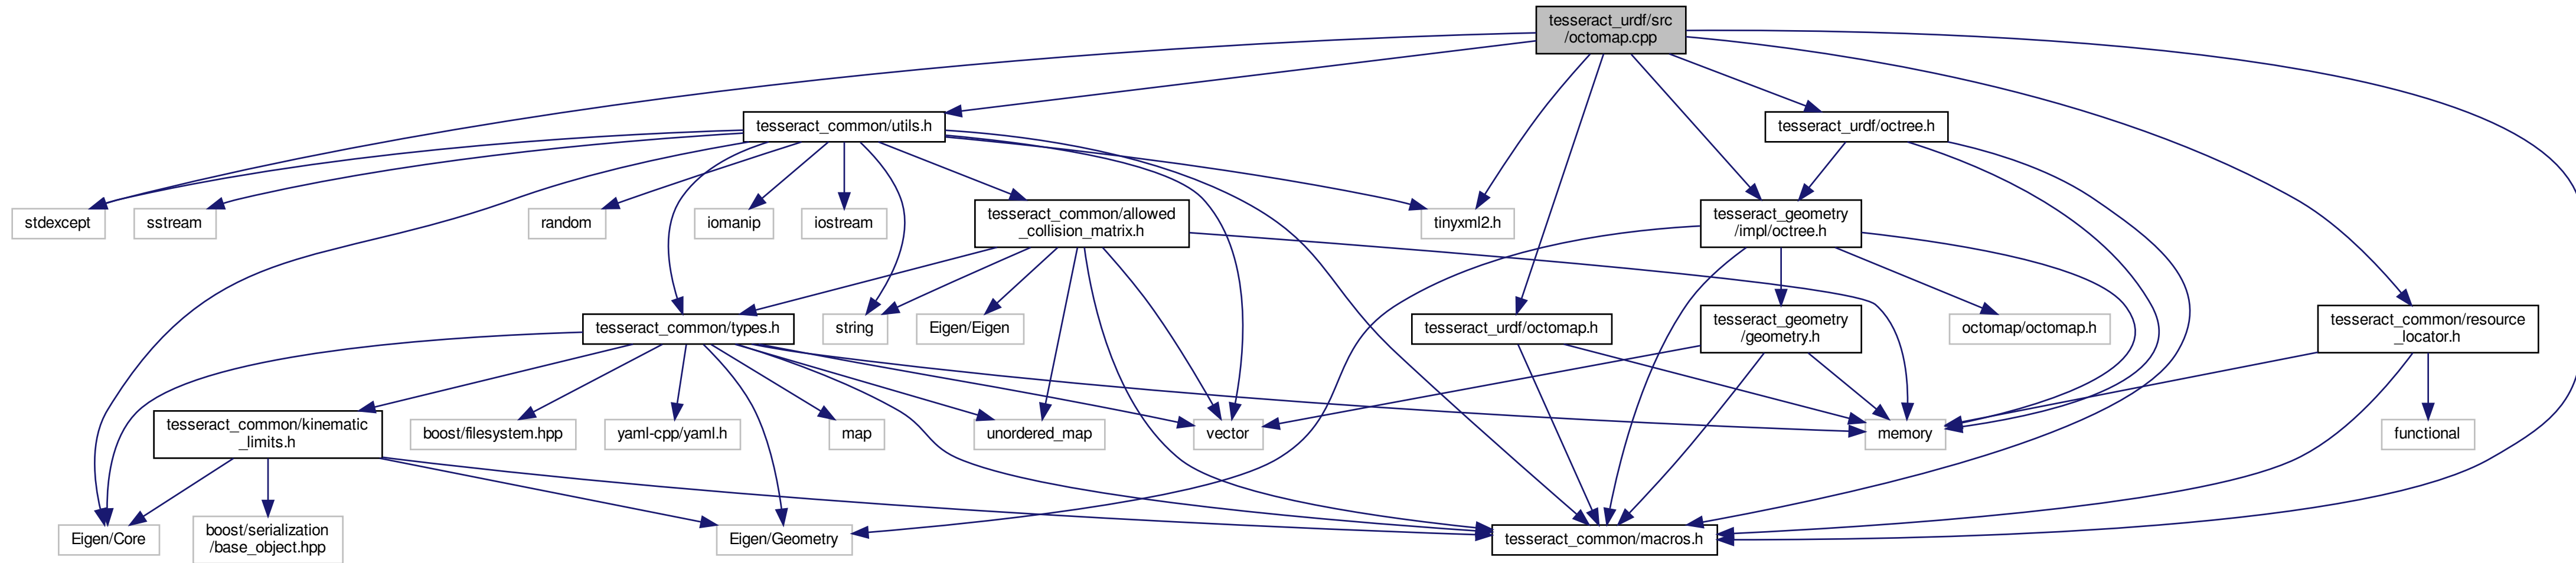 tesseract_urdf/src
/octomap.cpp
tesseract_common/utils.h
tesseract_urdf/octree.h
stdexcept
sstream
random
iomanip
iostream
tesseract_common/allowed
_collision_matrix.h
tinyxml2.h
tesseract_geometry
/impl/octree.h
tesseract_common/types.h
string
Eigen/Eigen
tesseract_urdf/octomap.h
tesseract_geometry
/geometry.h
octomap/octomap.h
tesseract_common/resource
_locator.h
tesseract_common/kinematic
_limits.h
boost/filesystem.hpp
yaml-cpp/yaml.h
map
unordered_map
vector
memory
functional
Eigen/Core
boost/serialization
/base_object.hpp
Eigen/Geometry
tesseract_common/macros.h